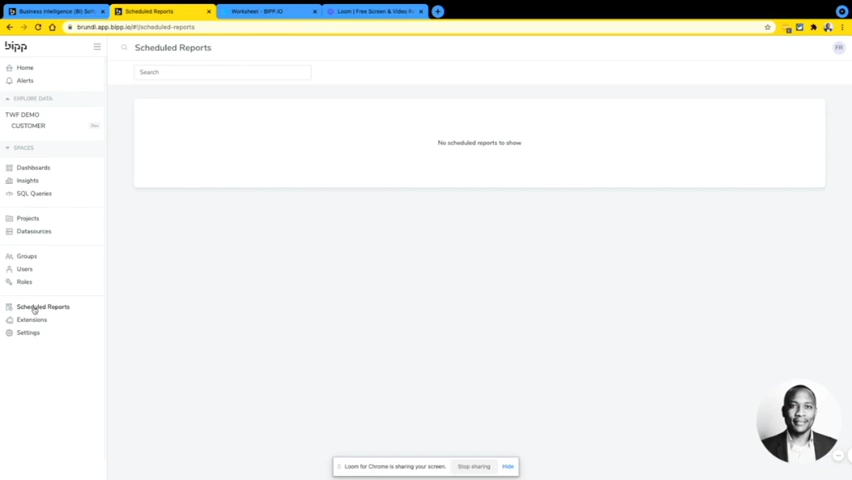 Business Intelligence (BI) Soft
Scheduled Reports
Worksheet - BIPP.IO
Loom | Free Screen & Video Re
brundl.app.bipp.io/#!/scheduled-reports
bipp
Scheduled Reports
FR
Home
Search
Alerts
EXPLORE DATA
TWF DEMO
CUSTOMER
Dev
No scheduled reports to show
SPACES
Dashboards
Insights
SQL Queries
Projects
Datasources
Groups
Users
Roles
Scheduled Reports
Extensions
Settings
Loom for Chrome is sharing your screen.
Stop sharing
Hide